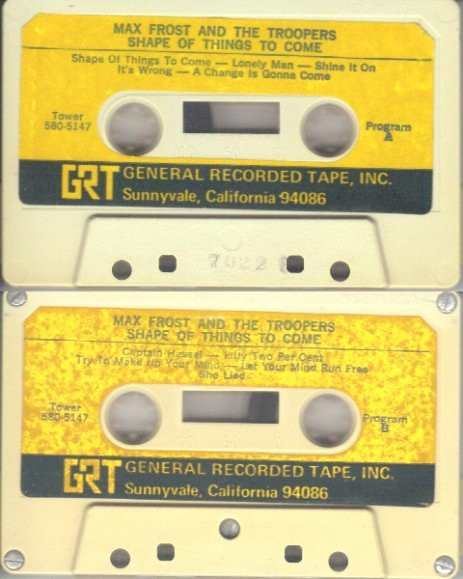 MAX FROST AND THE TROOPERS
SHAPE OF THINGS TO COME
Shape Of Things To Come — Lonely Man — Shine It On
It's Wrong — A Change Is Gonna Come
Tower
580-5147
Program
A
GRT GENERAL RECORDED TAPE, INC.
Sunnyvale, California 94086
7022
MAX FROST AND THE TROOPERS
SHAPE OF THINGS TO COME
Captain Hassel — Fifty Two Per Cent
Try To Make Up Your Mind — Let Your Mind Run Free
She Lied
Tower
580-5147
Program
B
GRT GENERAL RECORDED TAPE, INC.
Sunnyvale, California 94086